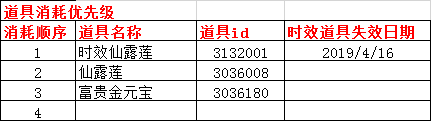 道具消耗优先级
消耗顺序 道具名称 道具id 时效道具失效日期
1 时效仙露莲 3132001 2019/4/16
2 仙露莲 3036008
3 富贵金元宝 3036180
4